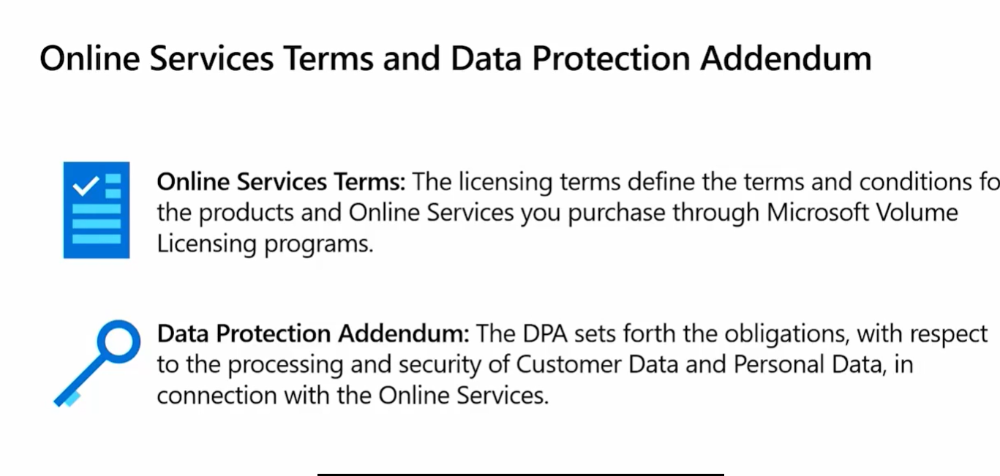 Online Services Terms and Data Protection Addendum
Online Services Terms: The licensing terms define the terms and conditions fo
the products and Online Services you purchase through Microsoft Volume
Licensing programs.
Data Protection Addendum: The DPA sets forth the obligations, with respect
to the processing and security of Customer Data and Personal Data, in
connection with the Online Services.